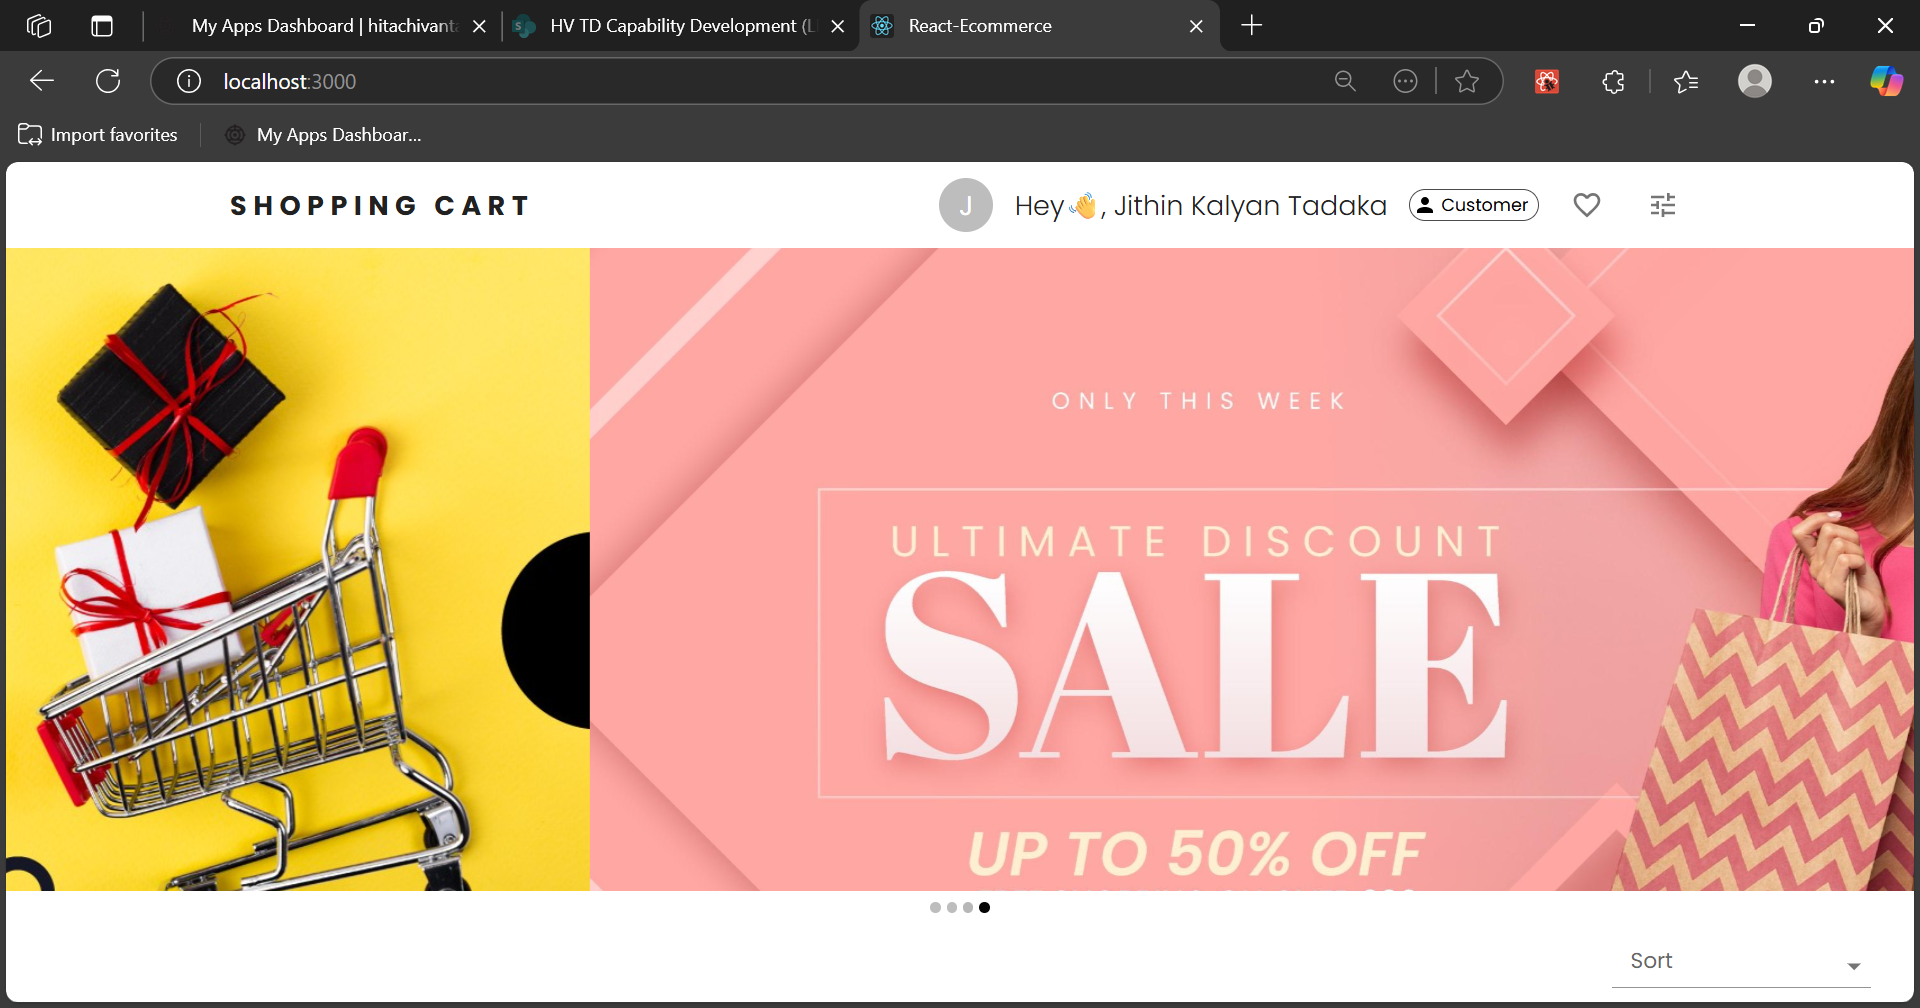 My Apps Dashboard | hitachivanta
HV TD Capability Development (L
React-Ecommerce
localhost:3000
Import favorites
My Apps Dashboar...
SHOPPING CART
J
Hey👋, Jithin Kalyan Tadaka
Customer
ONLY THIS WEEK
ULTIMATE DISCOUNT
SALE
UP TO 50% OFF
Sort